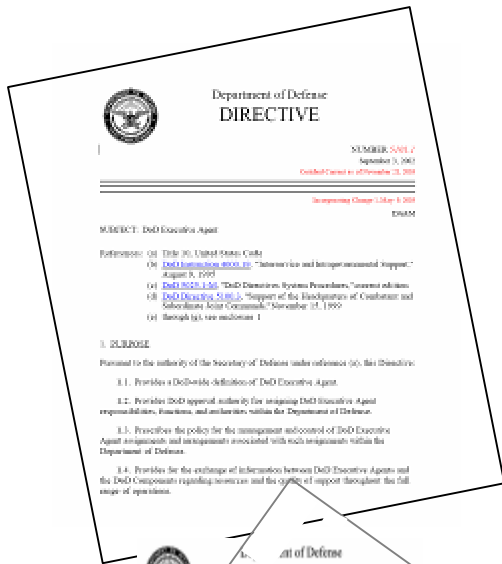 Department of Defense
DIRECTIVE
NUMBER 5101.1
September 3, 2002
Certified Current as of November 21, 2003
Incorporating Change 1, May 9, 2003
DA&M
SUBJECT: DoD Executive Agent
References: (a) Title 10, United States Code
(b) DoD Instruction 4000.19, "Interservice and Intragovernmental Support,"
August 9, 1995
(c) DoD 5025.1-M, "DoD Directives System Procedures," current edition
(d) DoD Directive 5100.3, "Support of the Headquarters of Combatant and
Subordinate Joint Commands," November 15, 1999
(e) through (g), see enclosure 1
1. PURPOSE
Pursuant to the authority of the Secretary of Defense under reference (a), this Directive:
1.1. Provides a DoD-wide definition of DoD Executive Agent.
1.2. Provides DoD approval authority for assigning DoD Executive Agent
responsibilities, functions, and authorities within the Department of Defense.
1.3. Prescribes the policy for the management and control of DoD Executive
Agent assignments and arrangements associated with such assignments within the
Department of Defense.
1.4. Provides for the exchange of information between DoD Executive Agents and
the DoD Components regarding resources and the quality of support throughout the full
range of operations.
of Defense